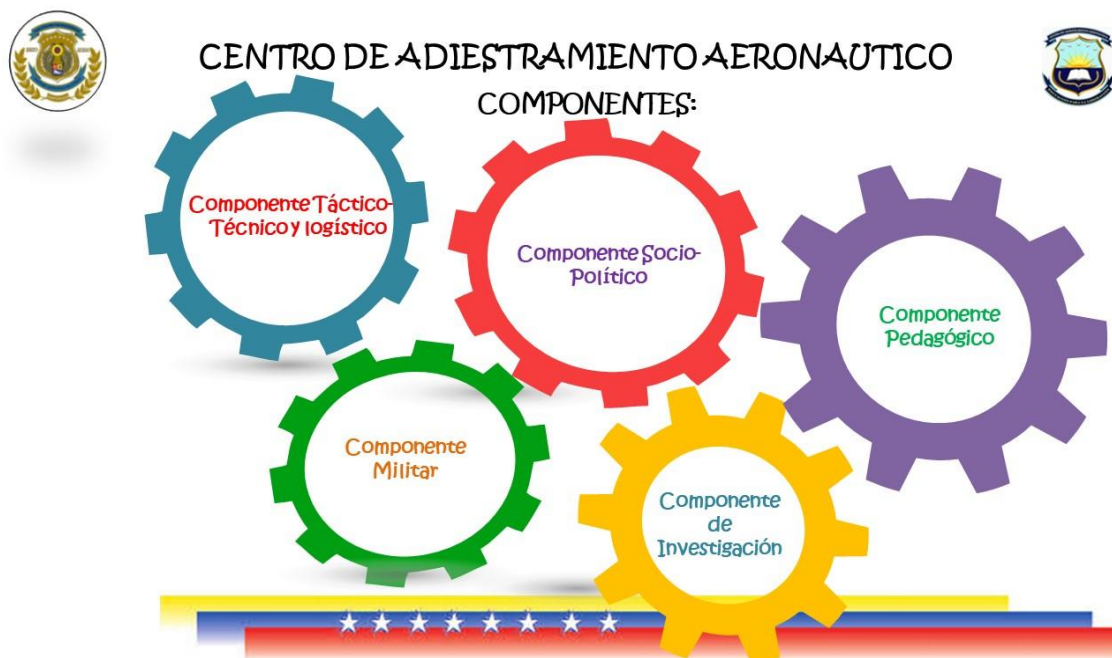 CENTRO DE ADIESTRAMIENTO AERONAUTICO
COMPONENTES:
Componente Táctico-
Técnico y logístico
Componente Socio-
Político
Componente
Pedagógico
Componente
Militar
Componente
de
Investigación